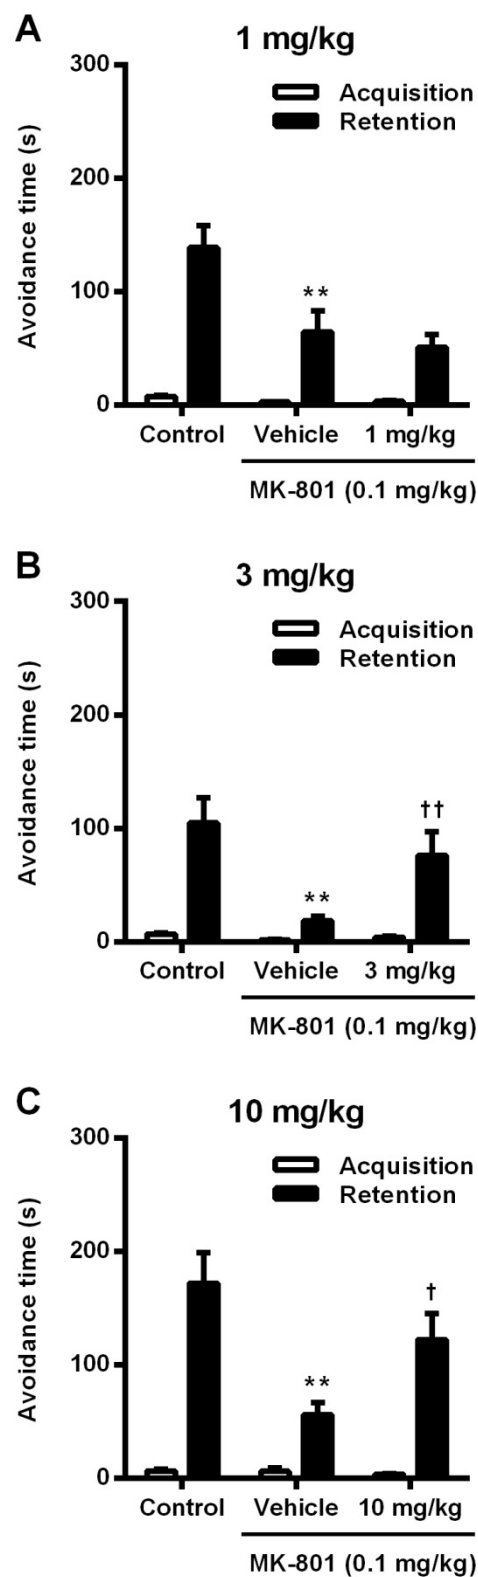 A
1 mg/kg
300
Acquisition
Retention
200
Avoidance time (s)
100
**
0
Control Vehicle 1 mg/kg
MK-801 (0.1 mg/kg)
B
3 mg/kg
300
Acquisition
Retention
200
Avoidance time (s)
100
††
**
0
Control Vehicle 3 mg/kg
MK-801 (0.1 mg/kg)
C
10 mg/kg
300
Acquisition
Retention
200
Avoidance time (s)
†
100
**
0
Control Vehicle 10 mg/kg
MK-801 (0.1 mg/kg)